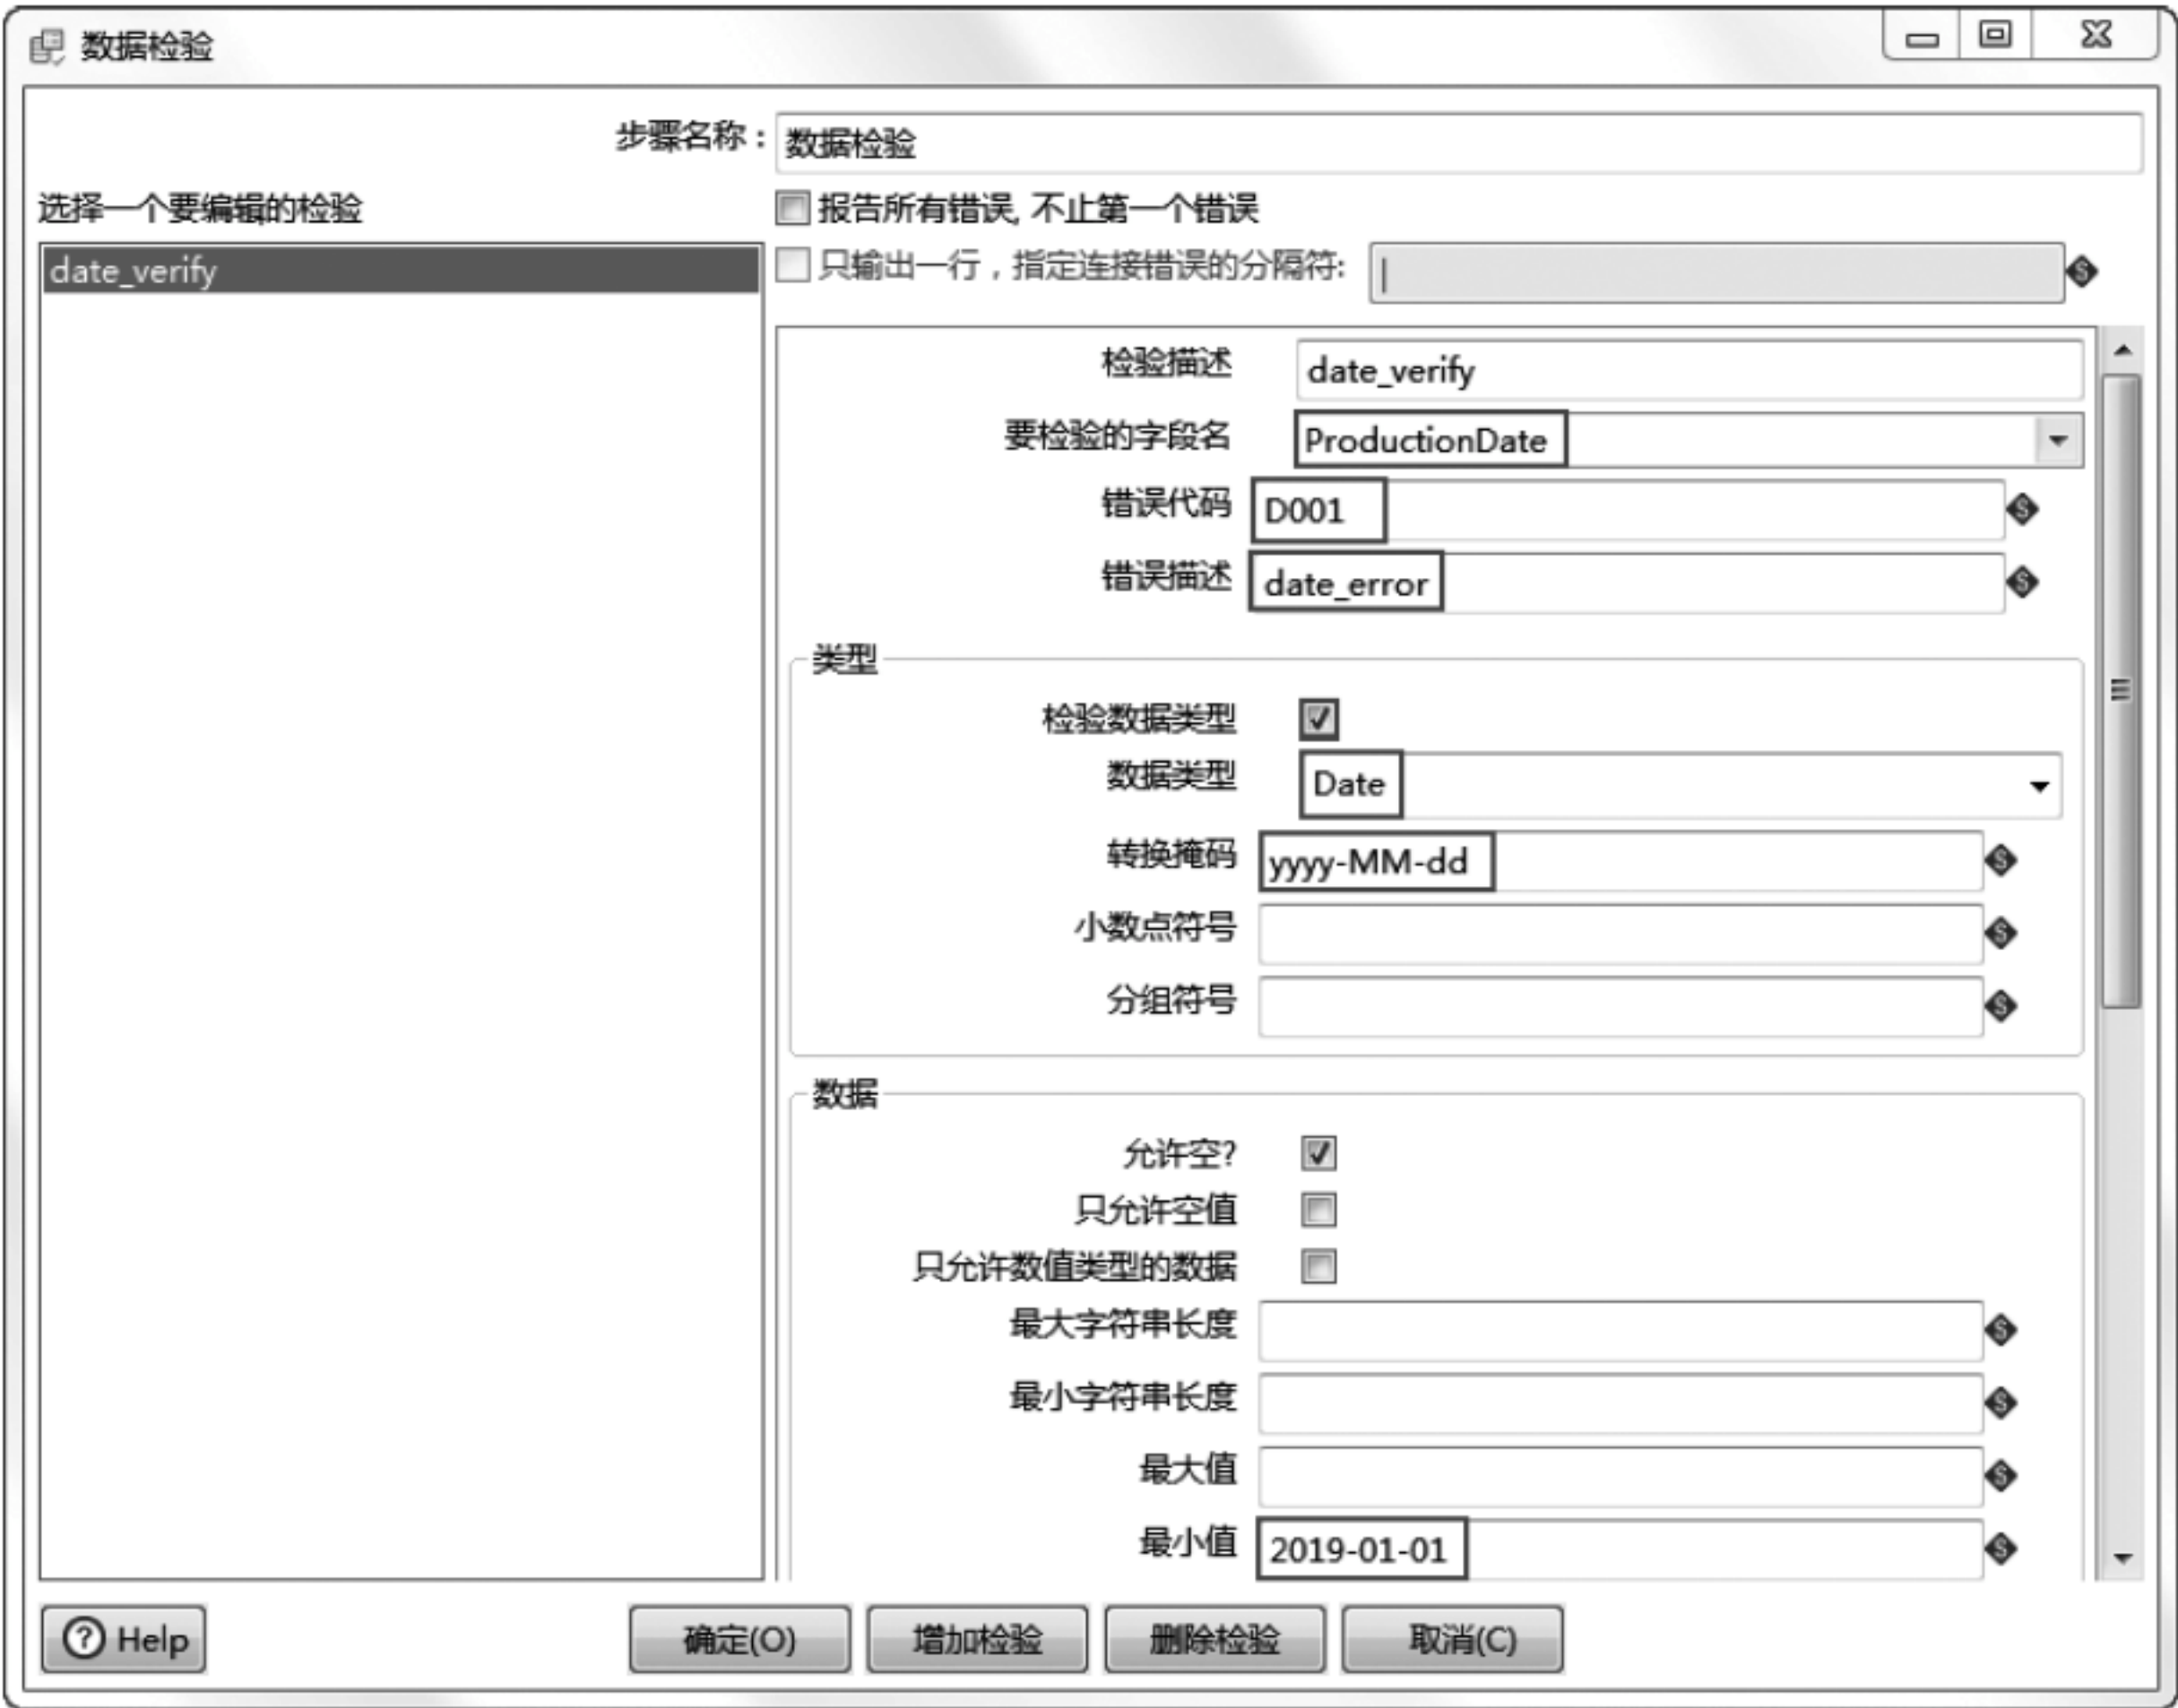 数据检验
步骤名称： 数据检验
选择一个要编辑的检验
报告所有错误, 不止第一个错误
date_verify
只输出一行，指定连接错误的分隔符: |
检验描述 date_verify
要检验的字段名 ProductionDate
错误代码 D001
错误描述 date_error
类型
检验数据类型
数据类型 Date
转换掩码 yyyy-MM-dd
小数点符号
分组符号
数据
允许空?
只允许空值
只允许数值类型的数据
最大字符串长度
最小字符串长度
最大值
最小值 2019-01-01
Help 确定(O) 增加检验 删除检验 取消(C)